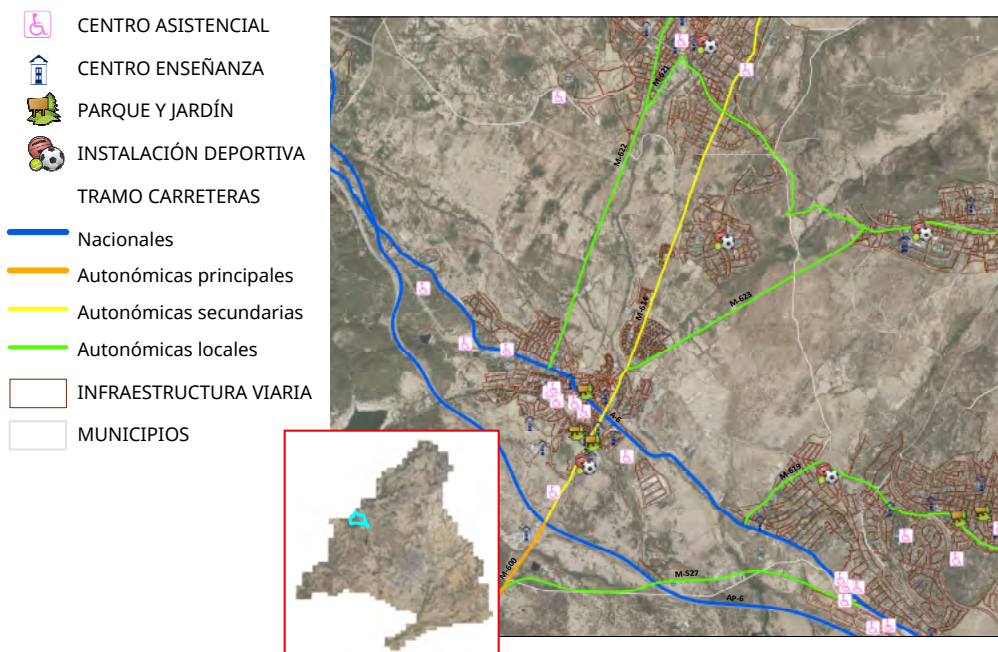 CENTRO ASISTENCIAL
CENTRO ENSEÑANZA
PARQUE Y JARDÍN
INSTALACIÓN DEPORTIVA
TRAMO CARRETERAS
Nacionales
Autonómicas principales
Autonómicas secundarias
Autonómicas locales
INFRAESTRUCTURA VIARIA
MUNICIPIOS
M-621
M-622
M-614
M-623
A-6
M-619
M-600
M-527
AP-6